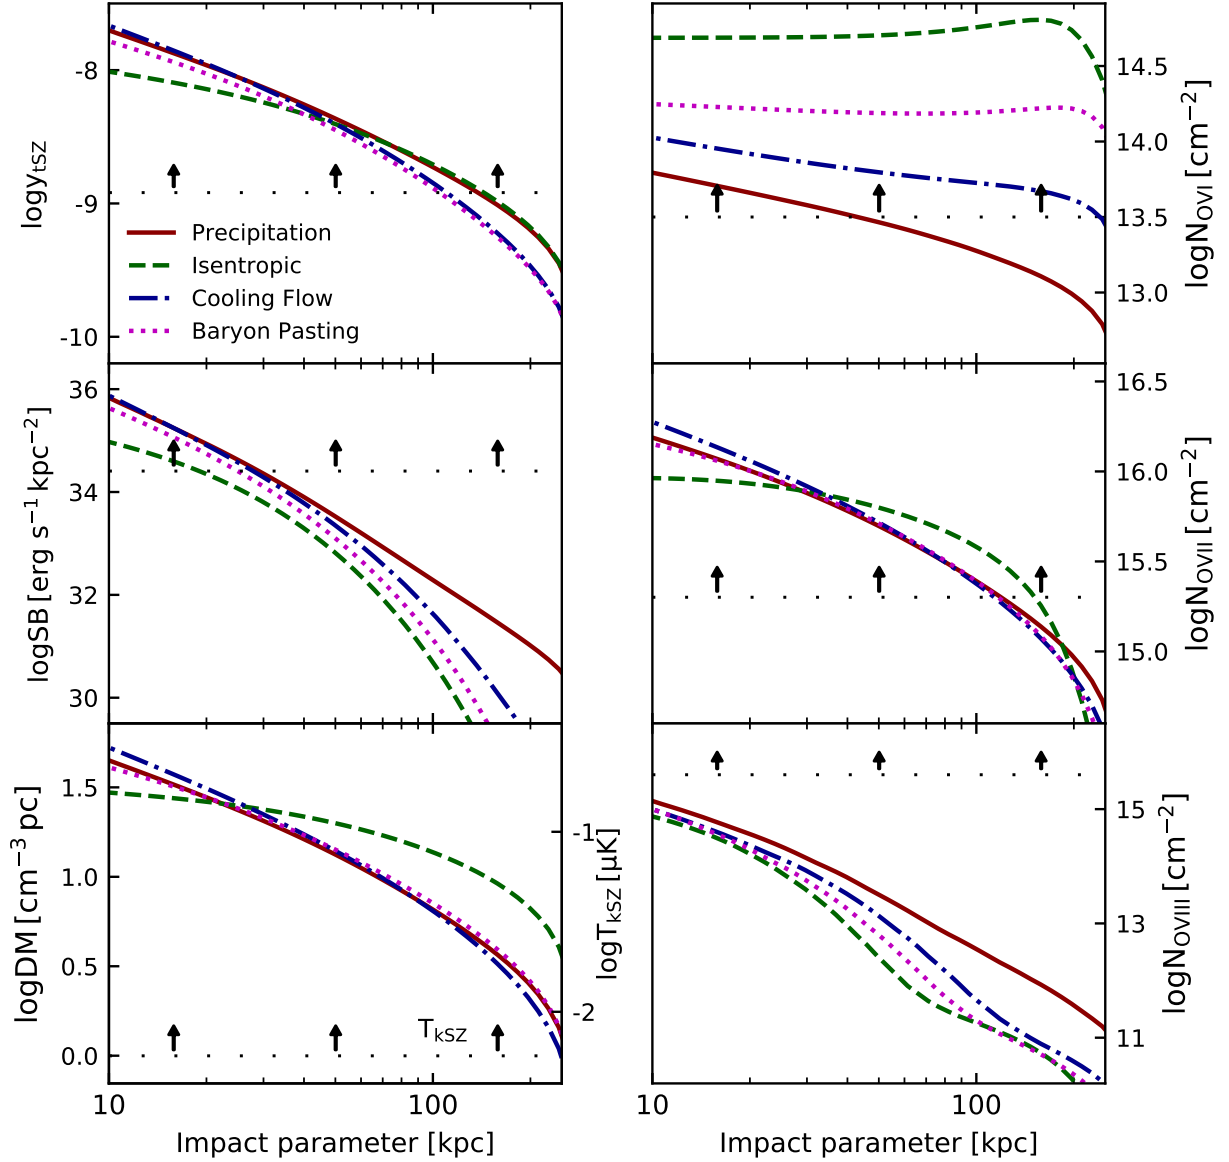 -8
-9
-10
logy_tSZ
Precipitation
Isentropic
Cooling Flow
Baryon Pasting
14.5
14.0
13.5
13.0
logN_OVI [cm^−2]
36
34
32
30
logSB [erg s^−1 kpc^−2]
16.5
16.0
15.5
15.0
logN_OVII [cm^−2]
1.5
1.0
0.5
0.0
logDM [cm^−3 pc]
-1
-2
logT_kSZ [μK]
T_kSZ
10
100
Impact parameter [kpc]
15
13
11
logN_OVIII [cm^−2]
10
100
Impact parameter [kpc]